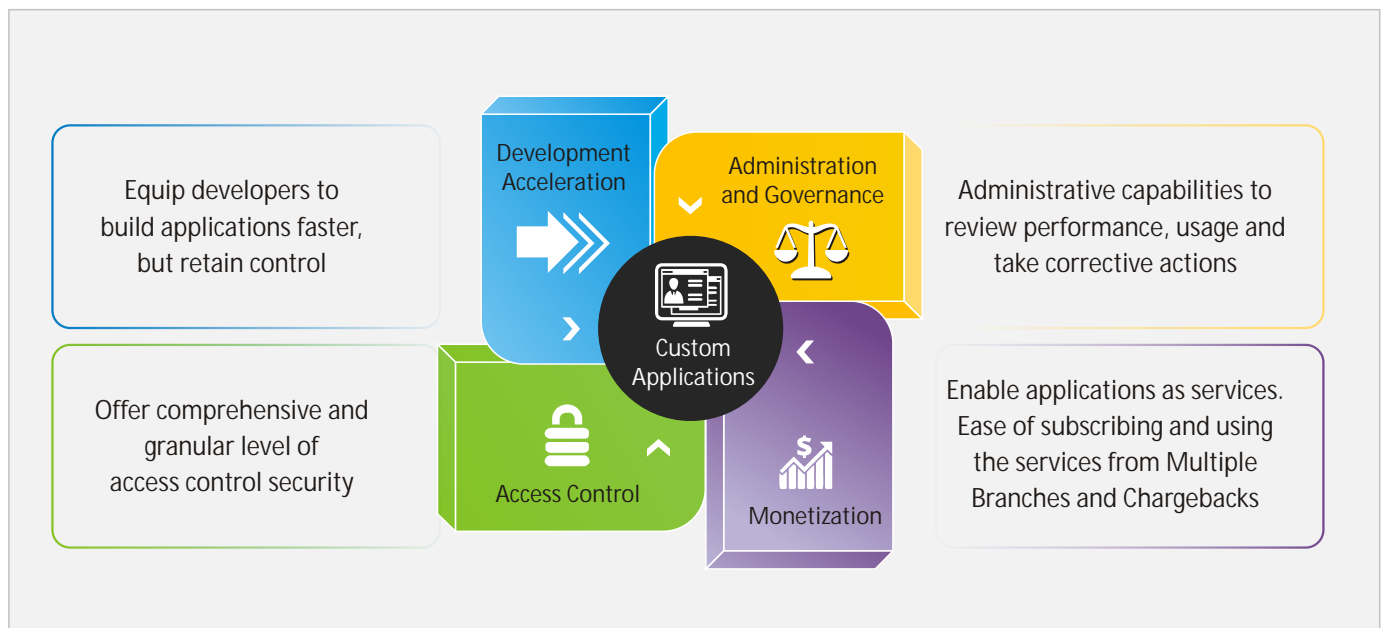 Equip developers to
build applications faster,
but retain control
Development
Acceleration
Administration
and Governance
Administrative capabilities to
review performance, usage and
take corrective actions
Custom
Applications
Offer comprehensive and
granular level of
access control security
Access Control
$
Monetization
Enable applications as services.
Ease of subscribing and using
the services from Multiple
Branches and Chargebacks